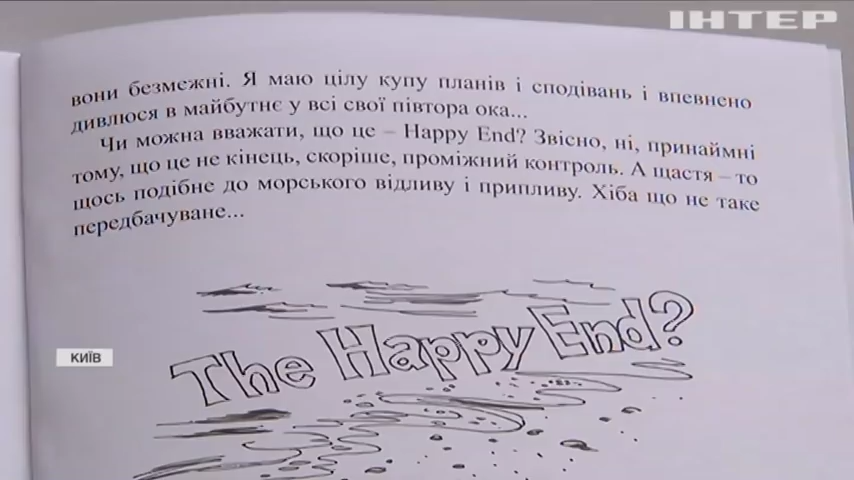 ІНТЕР
вони безмежні. Я маю цілу купу планів і сподівань і впевнено
дивлюся в майбутнє у всі свої півтора ока...
Чи можна вважати, що це – Happy End? Звісно, ні, принаймні
тому, що це не кінець, скоріше, проміжний контроль. А щастя – то
щось подібне до морського відливу і припливу. Хіба що не таке
передбачуване...
КИЇВ
The Happy End?